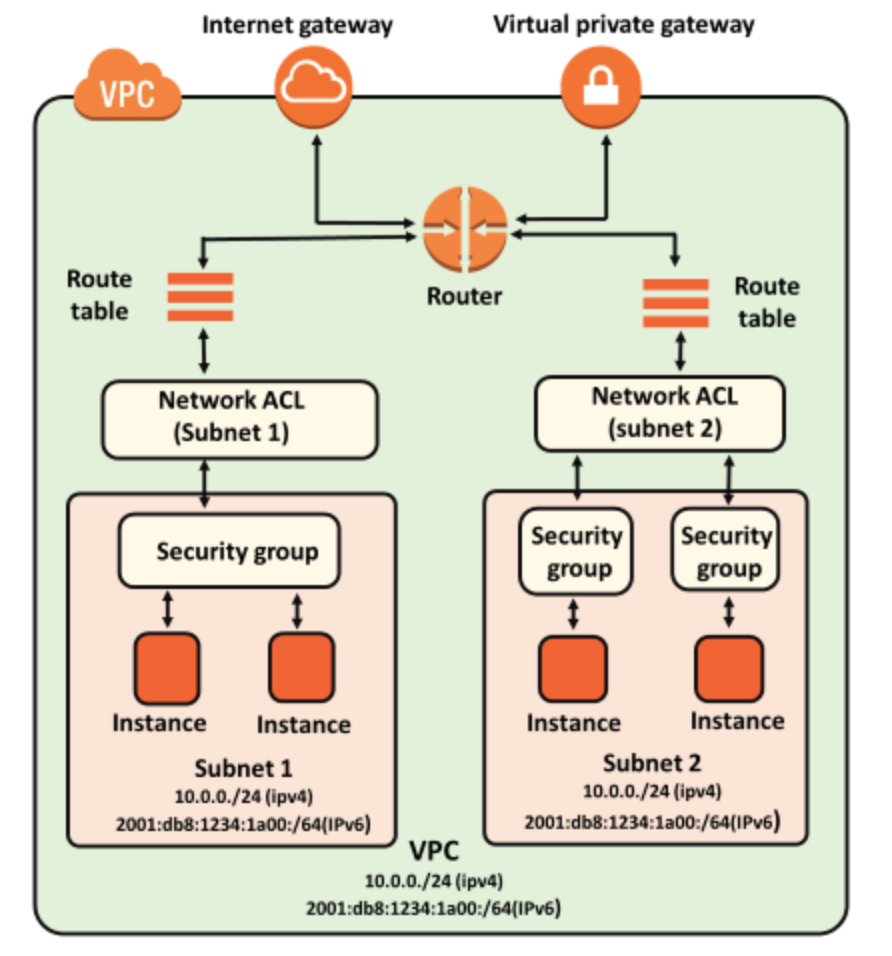 Internet gateway
Virtual private gateway
VPC
Router
Route
table
Route
table
Network ACL
(Subnet 1)
Network ACL
(subnet 2)
Security group
Security
group
Security
group
Instance
Instance
Instance
Instance
Subnet 1
10.0.0./24 (ipv4)
2001:db8:1234:1a00:/64(IPv6)
Subnet 2
10.0.0./24 (ipv4)
2001:db8:1234:1a00:/64(IPv6)
VPC
10.0.0./24 (ipv4)
2001:db8:1234:1a00:/64(IPv6)